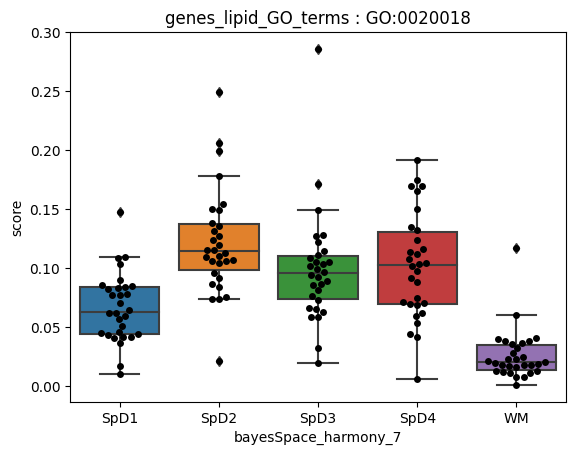 genes_lipid_GO_terms : GO:0020018
0.30
0.25
0.20
0.15
0.10
0.05
0.00
score
SpD1 SpD2 SpD3 SpD4 WM
bayesSpace_harmony_7